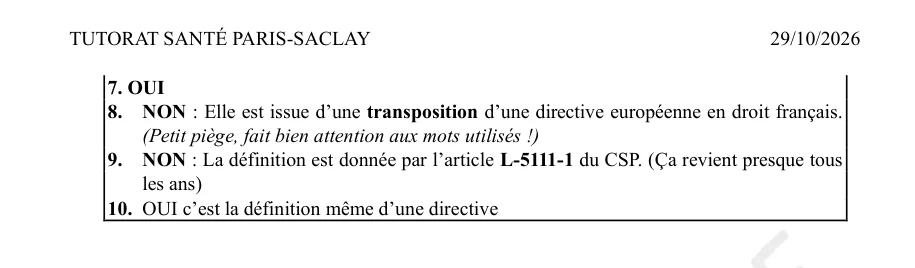 TUTORAT SANTÉ PARIS-SACLAY 29/10/2026
7. OUI
8. NON : Elle est issue d’une transposition d’une directive européenne en droit français.
(Petit piège, fait bien attention aux mots utilisés !)
9. NON : La définition est donnée par l’article L-5111-1 du CSP. (Ça revient presque tous
les ans)
10. OUI c’est la définition même d’une directive